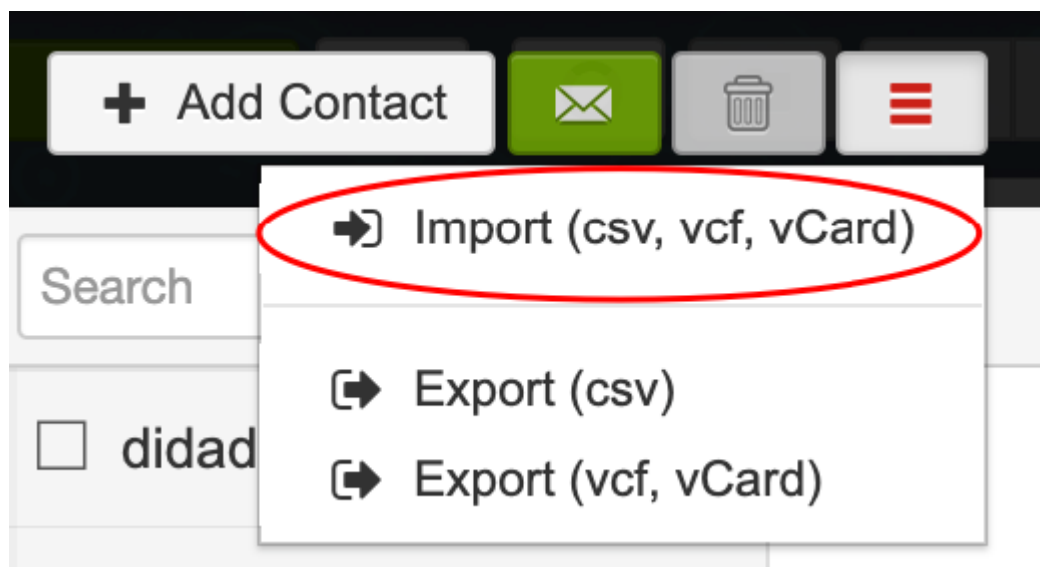 Add Contact
Import (csv, vcf, vCard)
Search
Export (csv)
didad
Export (vcf, vCard)